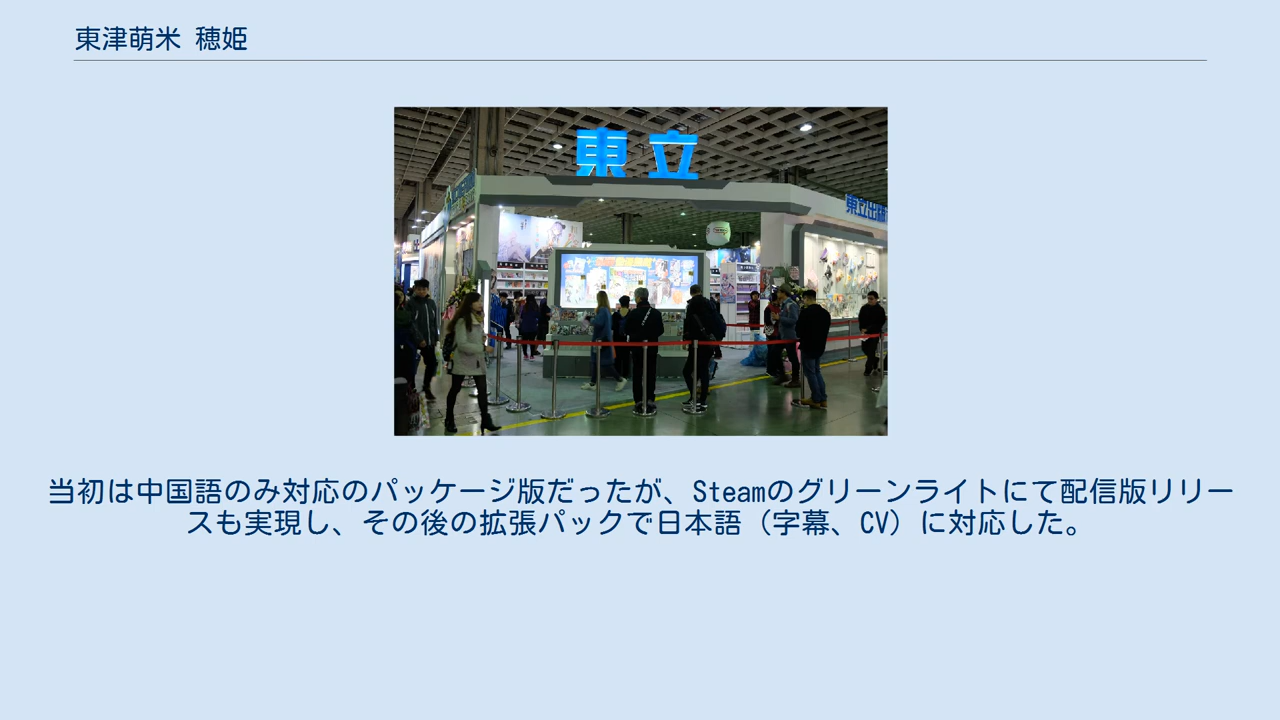 東津萌米 穂姫
東立
東立出版
当初は中国語のみ対応のパッケージ版だったが、Steamのグリーンライトにて配信版リリー
スも実現し、その後の拡張パックで日本語（字幕、CV）に対応した。